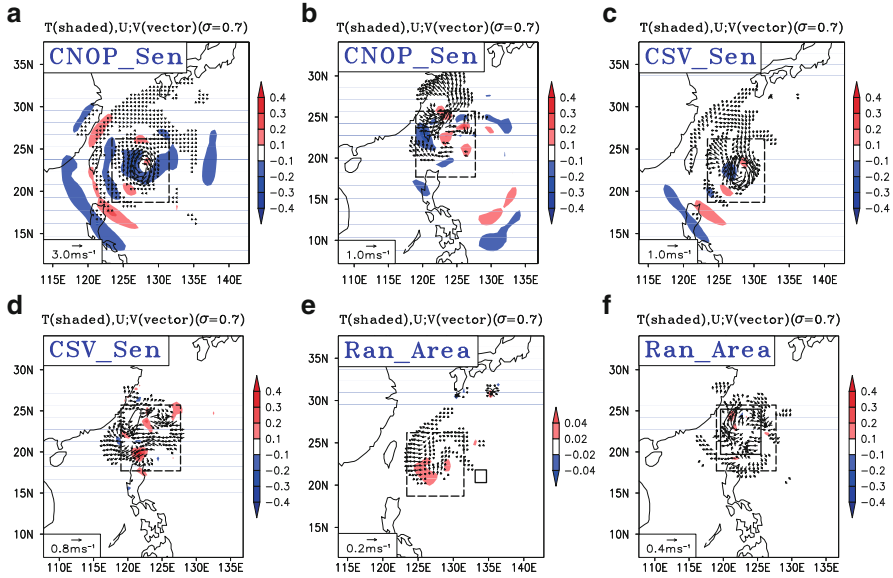 a
T(shaded),U;V(vector)(σ=0.7)
CNOP_Sen
35N
30N
25N
20N
15N
3.0ms⁻¹
115E 120E 125E 130E 135E 140E
0.4
0.3
0.2
0.1
−0.1
−0.2
−0.3
−0.4
b
T(shaded),U;V(vector)(σ=0.7)
CNOP_Sen
30N
25N
20N
15N
10N
1.0ms⁻¹
110E 115E 120E 125E 130E 135E
0.4
0.3
0.2
0.1
−0.1
−0.2
−0.3
−0.4
c
T(shaded),U;V(vector)(σ=0.7)
CSV_Sen
35N
30N
25N
20N
15N
1.0ms⁻¹
115E 120E 125E 130E 135E 140E
0.4
0.3
0.2
0.1
−0.1
−0.2
−0.3
−0.4
d
T(shaded),U;V(vector)(σ=0.7)
CSV_Sen
30N
25N
20N
15N
10N
0.8ms⁻¹
110E 115E 120E 125E 130E 135E
0.4
0.3
0.2
0.1
−0.1
−0.2
−0.3
−0.4
e
T(shaded),U;V(vector)(σ=0.7)
Ran_Area
35N
30N
25N
20N
15N
0.2ms⁻¹
115E 120E 125E 130E 135E 140E
0.04
0.02
−0.02
−0.04
f
T(shaded),U;V(vector)(σ=0.7)
Ran_Area
30N
25N
20N
15N
10N
0.4ms⁻¹
110E 115E 120E 125E 130E 135E
0.4
0.3
0.2
0.1
−0.1
−0.2
−0.3
−0.4